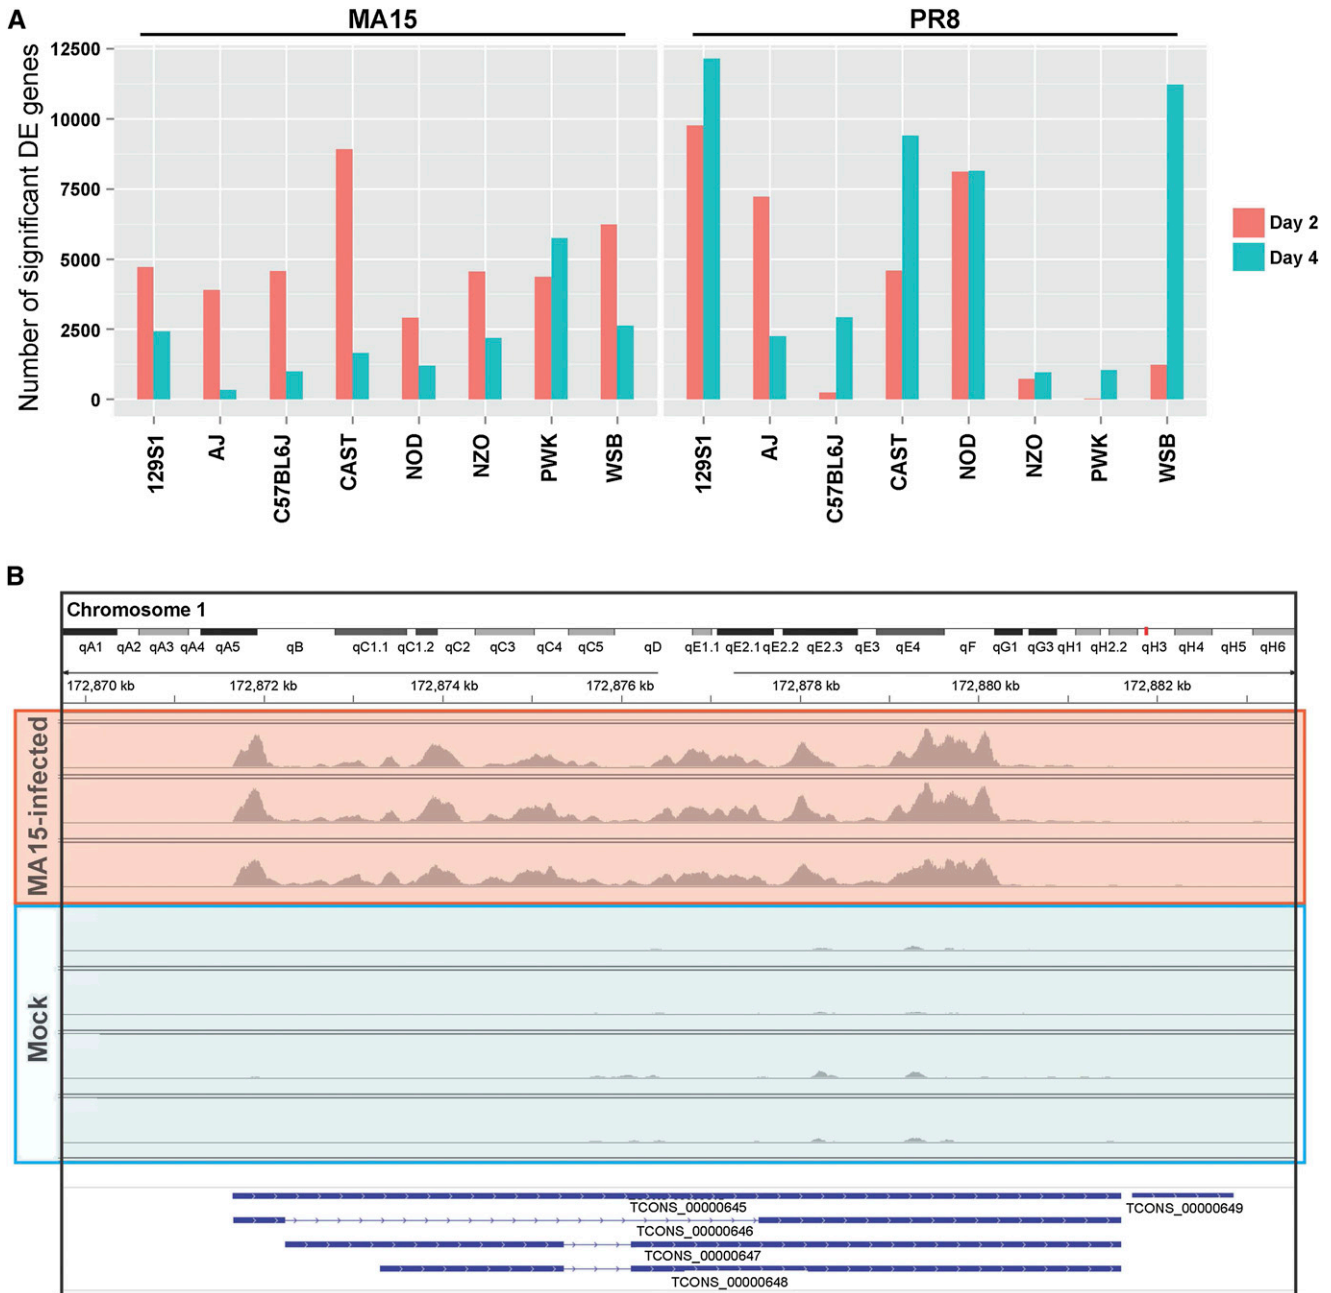 A
MA15
PR8
Number of significant DE genes
12500
10000
7500
5000
2500
0
129S1
AJ
C57BL6J
CAST
NOD
NZO
PWK
WSB
129S1
AJ
C57BL6J
CAST
NOD
NZO
PWK
WSB
Day 2
Day 4
B
Chromosome 1
qA1 qA2 qA3 qA4 qA5 qB qC1.1 qC1.2 qC2 qC3 qC4 qC5 qD qE1.1 qE2.1 qE2.2 qE2.3 qE3 qE4 qF qG1 qG3 qH1 qH2.2 qH3 qH4 qH5 qH6
172,870 kb 172,872 kb 172,874 kb 172,876 kb 172,878 kb 172,880 kb 172,882 kb
MA15-infected
Mock
TCONS_00000645 TCONS_00000649
TCONS_00000646
TCONS_00000647
TCONS_00000648